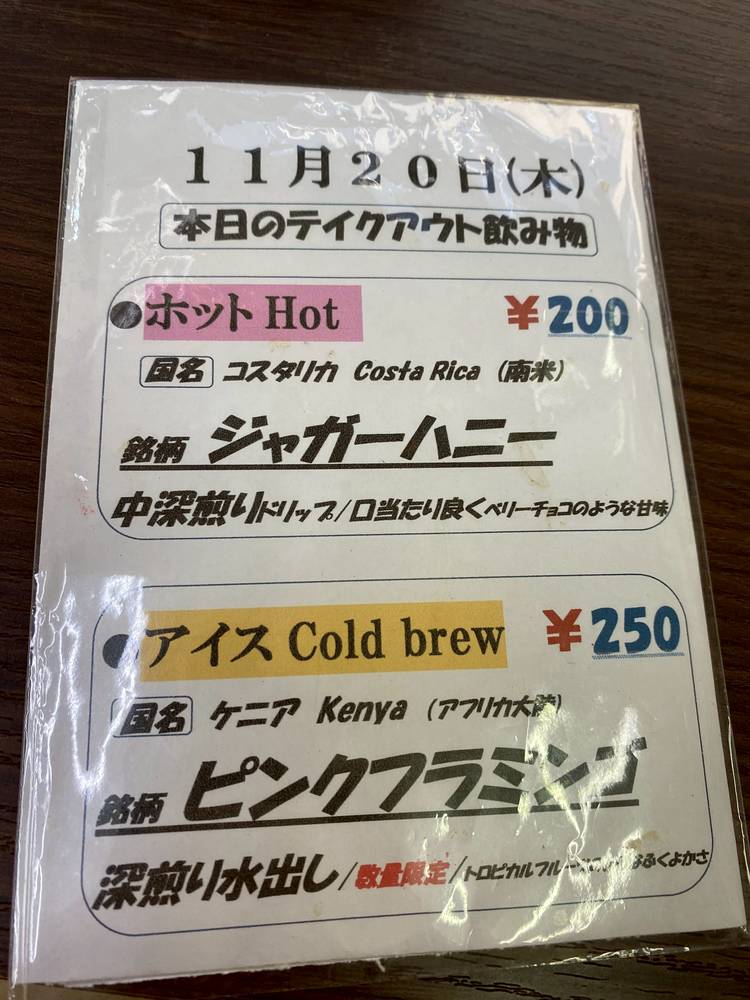 11月20日(木)
本日のテイクアウト飲み物
●ホット Hot ¥200
国名 コスタリカ Costa Rica (南米)
銘柄 ジャガーハニー
中深煎りドリップ/口当たり良くベリーチョコのような甘味
●アイス Cold brew ¥250
国名 ケニア Kenya (アフリカ大陸)
銘柄 ピンクフラミンゴ
深煎り水出し/数量限定/トロピカルフルーふくよかさ